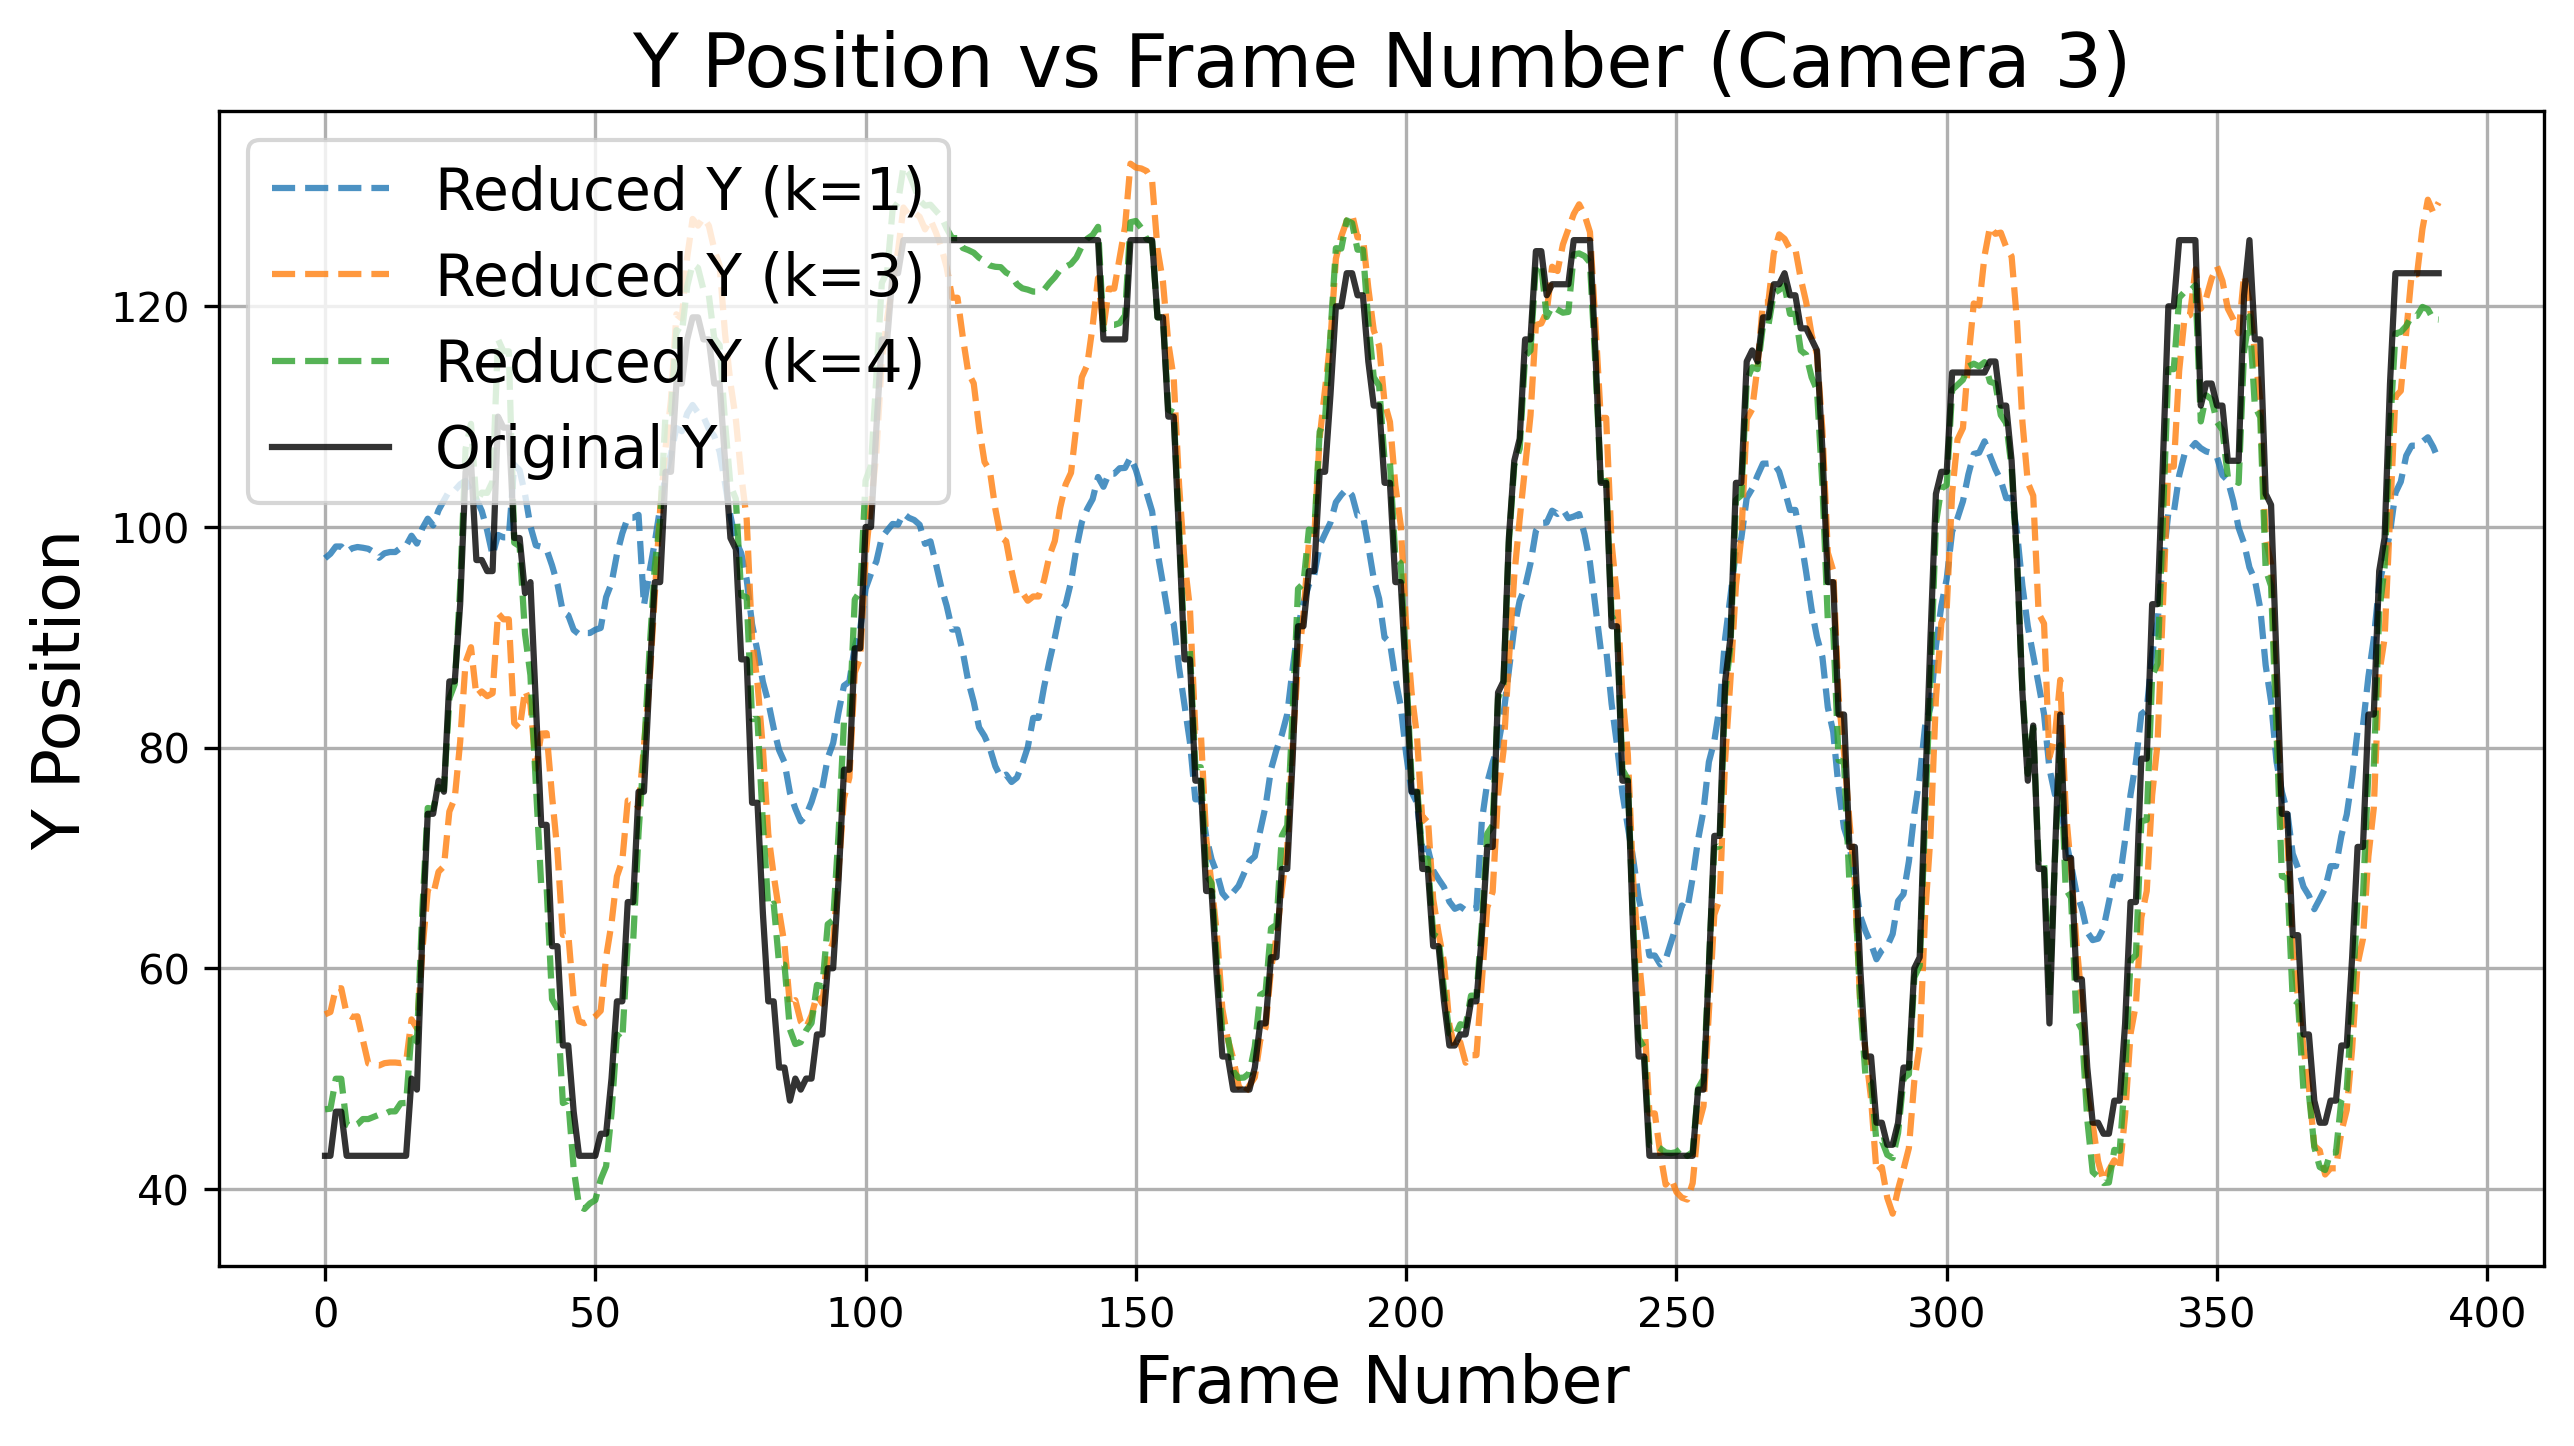 Y Position vs Frame Number (Camera 3)
Reduced Y (k=1)
Reduced Y (k=3)
Reduced Y (k=4)
Original Y
Y Position
120
100
80
60
40
0 50 100 150 200 250 300 350 400
Frame Number